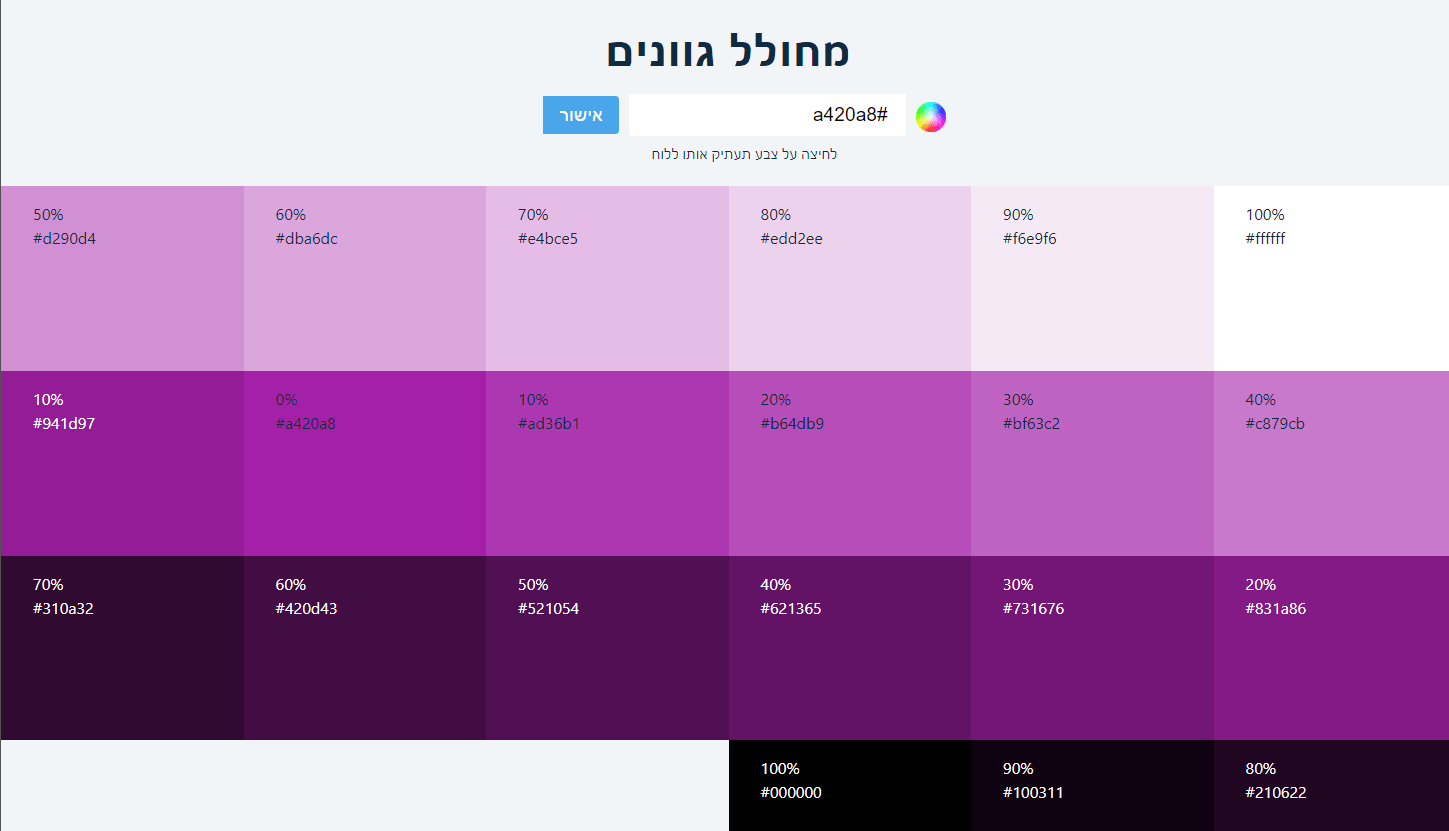 מחולל גוונים
a420a8#
אישור
לחיצה על צבע תעתיק אותו ללוח
100%
#ffffff
90%
#f6e9f6
80%
#edd2ee
70%
#e4bce5
60%
#dba6dc
50%
#d290d4
40%
#c879cb
30%
#bf63c2
20%
#b64db9
10%
#ad36b1
0%
#a420a8
10%
#941d97
20%
#831a86
30%
#731676
40%
#621365
50%
#521054
60%
#420d43
70%
#310a32
80%
#210622
90%
#100311
100%
#000000